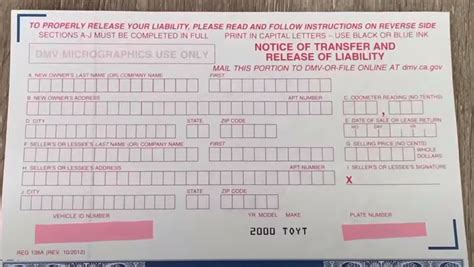 TO PROPERLY RELEASE YOUR LIABILITY, PLEASE READ AND FOLLOW INSTRUCTIONS ON REVERSE SIDE
SECTIONS A-J MUST BE COMPLETED IN FULL PRINT IN CAPITAL LETTERS – USE BLACK OR BLUE INK
DMV MICROGRAPHICS USE ONLY
NOTICE OF TRANSFER AND
RELEASE OF LIABILITY
MAIL THIS PORTION TO DMV-OR-FILE ONLINE AT dmv.ca.gov
A. NEW OWNER'S LAST NAME (OR) COMPANY NAME FIRST
B. NEW OWNER'S ADDRESS APT NUMBER C. ODOMETER READING (NO TENTHS)
D. CITY STATE ZIP CODE E. DATE OF SALE OR LEASE RETURN
MO DAY YR
F. SELLER'S OR LESSEE'S LAST NAME (OR) COMPANY NAME FIRST G. SELLING PRICE (NO CENTS)
WHOLE
DOLLARS
H. SELLER'S OR LESSEE'S ADDRESS APT NUMBER I. SELLER'S OR LESSEE'S SIGNATURE
X
J. CITY STATE ZIP CODE
VEHICLE ID NUMBER YR. MODEL MAKE PLATE NUMBER
2000 TOYT
REG 138A (REV. 10/2012)